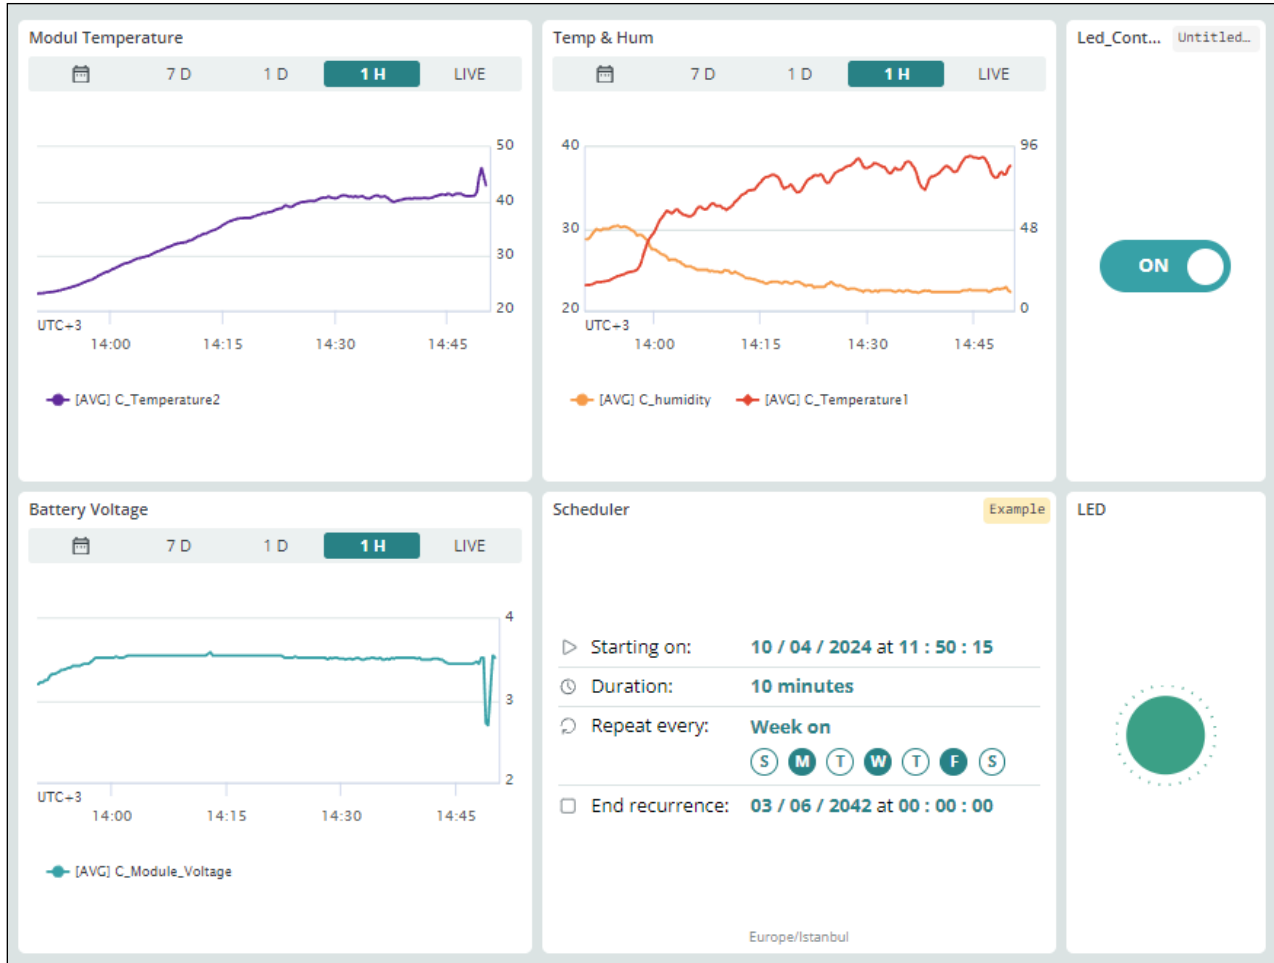 Modul Temperature
7 D 1 D 1 H LIVE
50
40
30
20
UTC+3
14:00 14:15 14:30 14:45
[AVG] C_Temperature2
Temp & Hum
7 D 1 D 1 H LIVE
40 96
30 48
20 0
UTC+3
14:00 14:15 14:30 14:45
[AVG] C_humidity [AVG] C_Temperature1
Led_Cont... Untitled…
ON
Battery Voltage
7 D 1 D 1 H LIVE
4
3
2
UTC+3
14:00 14:15 14:30 14:45
[AVG] C_Module_Voltage
Scheduler Example
Starting on: 10 / 04 / 2024 at 11 : 50 : 15
Duration: 10 minutes
Repeat every: Week on
S M T W T F S
End recurrence: 03 / 06 / 2042 at 00 : 00 : 00
Europe/Istanbul
LED